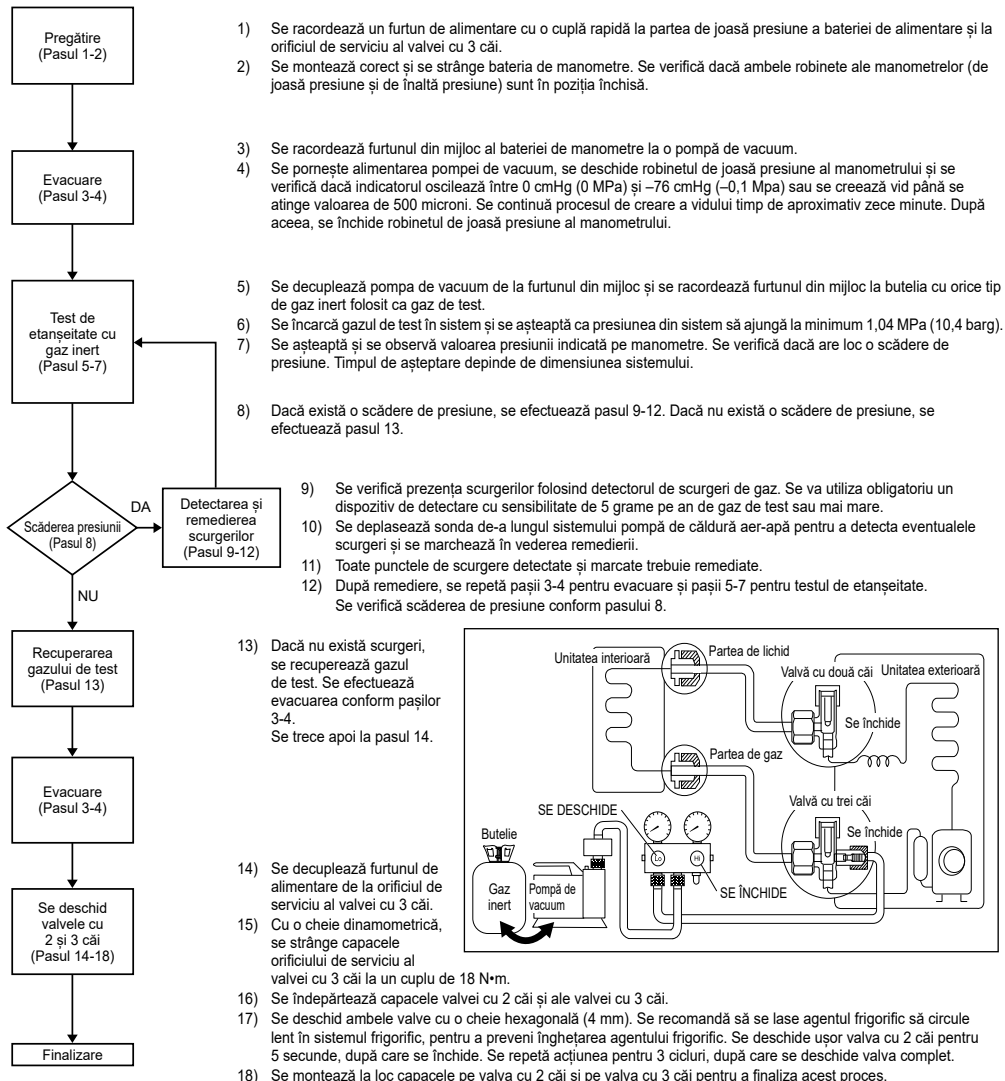 Pregătire
(Pasul 1-2)
1) Se racordează un furtun de alimentare cu o cuplă rapidă la partea de joasă presiune a bateriei de alimentare și la
orificiul de serviciu al valvei cu 3 căi.
2) Se montează corect și se strânge bateria de manometre. Se verifică dacă ambele robinete ale manometrelor (de
joasă presiune și de înaltă presiune) sunt în poziția închisă.
Evacuare
(Pasul 3-4)
3) Se racordează furtunul din mijloc al bateriei de manometre la o pompă de vacuum.
4) Se pornește alimentarea pompei de vacuum, se deschide robinetul de joasă presiune al manometrului și se
verifică dacă indicatorul oscilează între 0 cmHg (0 MPa) și –76 cmHg (–0,1 Mpa) sau se creează vid până se
atinge valoarea de 500 microni. Se continuă procesul de creare a vidului timp de aproximativ zece minute. După
aceea, se închide robinetul de joasă presiune al manometrului.
Test de
etanșeitate cu
gaz inert
(Pasul 5-7)
5) Se decuplează pompa de vacuum de la furtunul din mijloc și se racordează furtunul din mijloc la butelia cu orice tip
de gaz inert folosit ca gaz de test.
6) Se încarcă gazul de test în sistem și se așteaptă ca presiunea din sistem să ajungă la minimum 1,04 MPa (10,4 barg).
7) Se așteaptă și se observă valoarea presiunii indicată pe manometre. Se verifică dacă are loc o scădere de
presiune. Timpul de așteptare depinde de dimensiunea sistemului.
8) Dacă există o scădere de presiune, se efectuează pasul 9-12. Dacă nu există o scădere de presiune, se
efectuează pasul 13.
Scăderea presiunii
(Pasul 8)
DA
NU
Detectarea și
remedierea
scurgerilor
(Pasul 9-12)
9) Se verifică prezența scurgerilor folosind detectorul de scurgeri de gaz. Se va utiliza obligatoriu un
dispozitiv de detectare cu sensibilitate de 5 grame pe an de gaz de test sau mai mare.
10) Se deplasează sonda de-a lungul sistemului pompă de căldură aer-apă pentru a detecta eventualele
scurgeri și se marchează în vederea remedierii.
11) Toate punctele de scurgere detectate și marcate trebuie remediate.
12) După remediere, se repetă pașii 3-4 pentru evacuare și pașii 5-7 pentru testul de etanșeitate.
Se verifică scăderea de presiune conform pasului 8.
Recuperarea
gazului de test
(Pasul 13)
13) Dacă nu există scurgeri,
se recuperează gazul
de test. Se efectuează
evacuarea conform pașilor
3-4.
Se trece apoi la pasul 14.
Unitatea interioară
Partea de lichid
Valvă cu două căi
Unitatea exterioară
Se închide
Partea de gaz
Valvă cu trei căi
Se închide
SE DESCHIDE
Lo
Hi
SE ÎNCHIDE
Butelie
Gaz
inert
Pompă de
vacuum
Evacuare
(Pasul 3-4)
Se deschid
valvele cu
2 și 3 căi
(Pasul 14-18)
14) Se decuplează furtunul de
alimentare de la orificiul de
serviciu al valvei cu 3 căi.
15) Cu o cheie dinamometrică,
se strânge capacele
orificiului de serviciu al
valvei cu 3 căi la un cuplu de 18 N•m.
16) Se îndepărtează capacele valvei cu 2 căi și ale valvei cu 3 căi.
17) Se deschid ambele valve cu o cheie hexagonală (4 mm). Se recomandă să se lase agentul frigorific să circule
lent în sistemul frigorific, pentru a preveni înghețarea agentului frigorific. Se deschide ușor valva cu 2 căi pentru
5 secunde, după care se închide. Se repetă acțiunea pentru 3 cicluri, după care se deschide valva complet.
18) Se montează la loc capacele pe valva cu 2 căi și pe valva cu 3 căi pentru a finaliza acest proces.
Finalizare